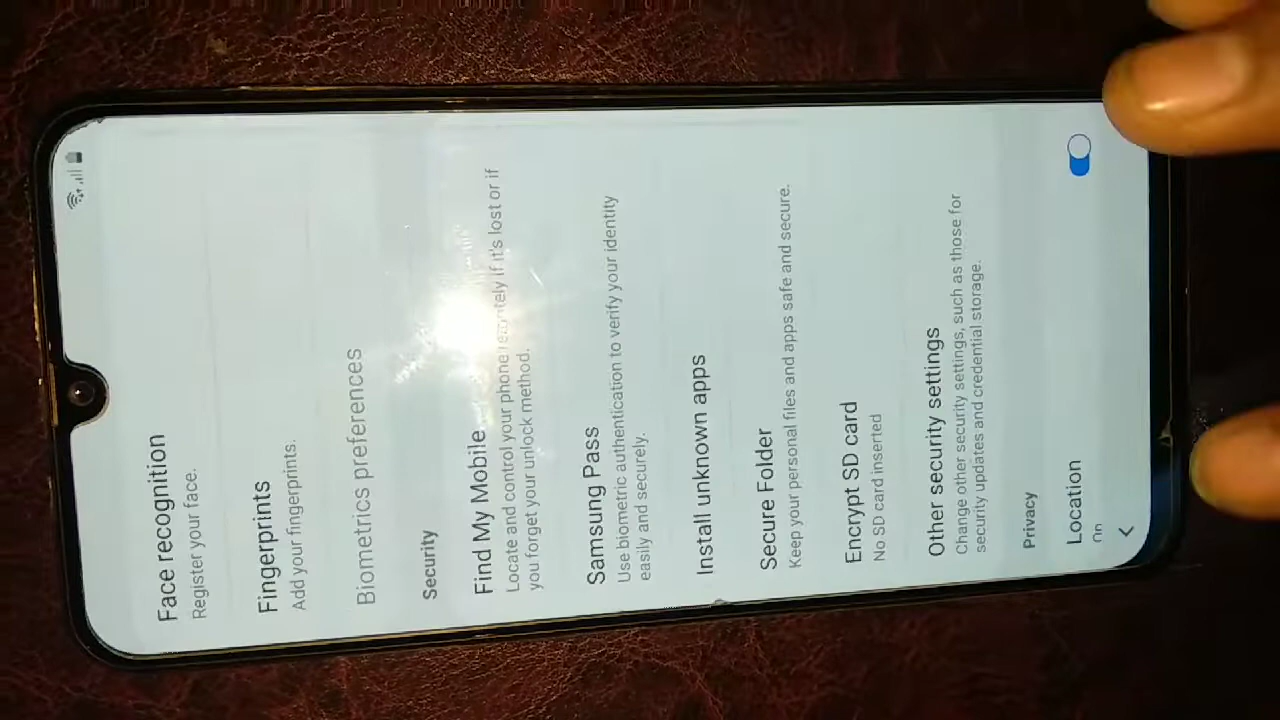 Face recognition
Register your face.
Fingerprints
Add your fingerprints.
Biometrics preferences
Security
Find My Mobile
Locate and control your phone remotely if it's lost or if
you forget your unlock method.
Samsung Pass
Use biometric authentication to verify your identity
easily and securely.
Install unknown apps
Secure Folder
Keep your personal files and apps safe and secure.
Encrypt SD card
No SD card inserted
Other security settings
Change other security settings, such as those for
security updates and credential storage.
Privacy
Location
On